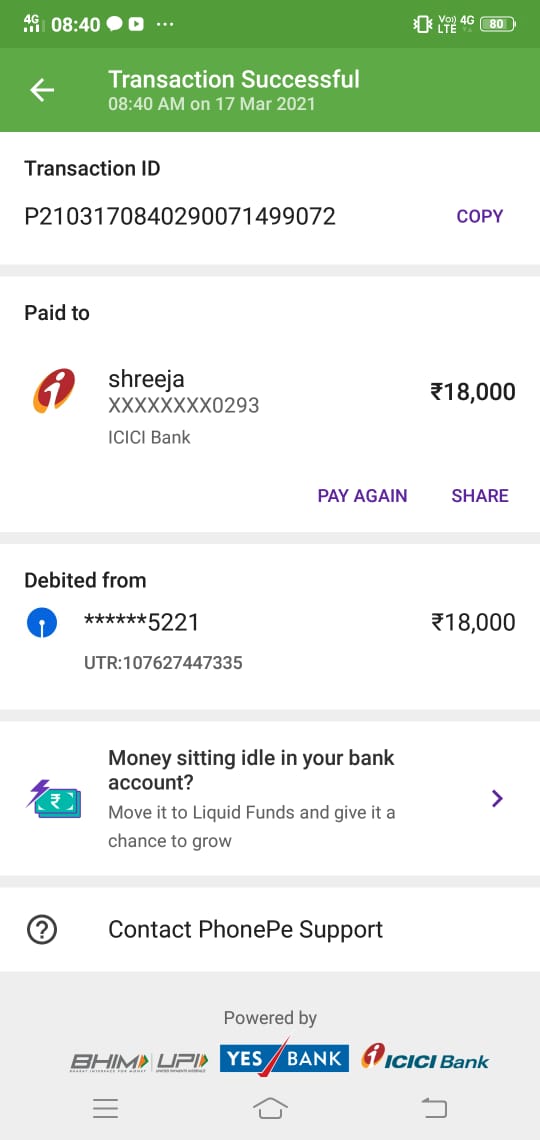 4G 08:40 ... Vo)) LTE 4G 80
Transaction Successful
08:40 AM on 17 Mar 2021
Transaction ID
P2103170840290071499072 COPY
Paid to
shreeja
XXXXXXXX0293
₹18,000
ICICI Bank
PAY AGAIN SHARE
Debited from
******5221 ₹18,000
UTR:107627447335
Money sitting idle in your bank
account?
Move it to Liquid Funds and give it a
chance to grow
Contact PhonePe Support
Powered by
BHIM UPI YES BANK ICICI Bank